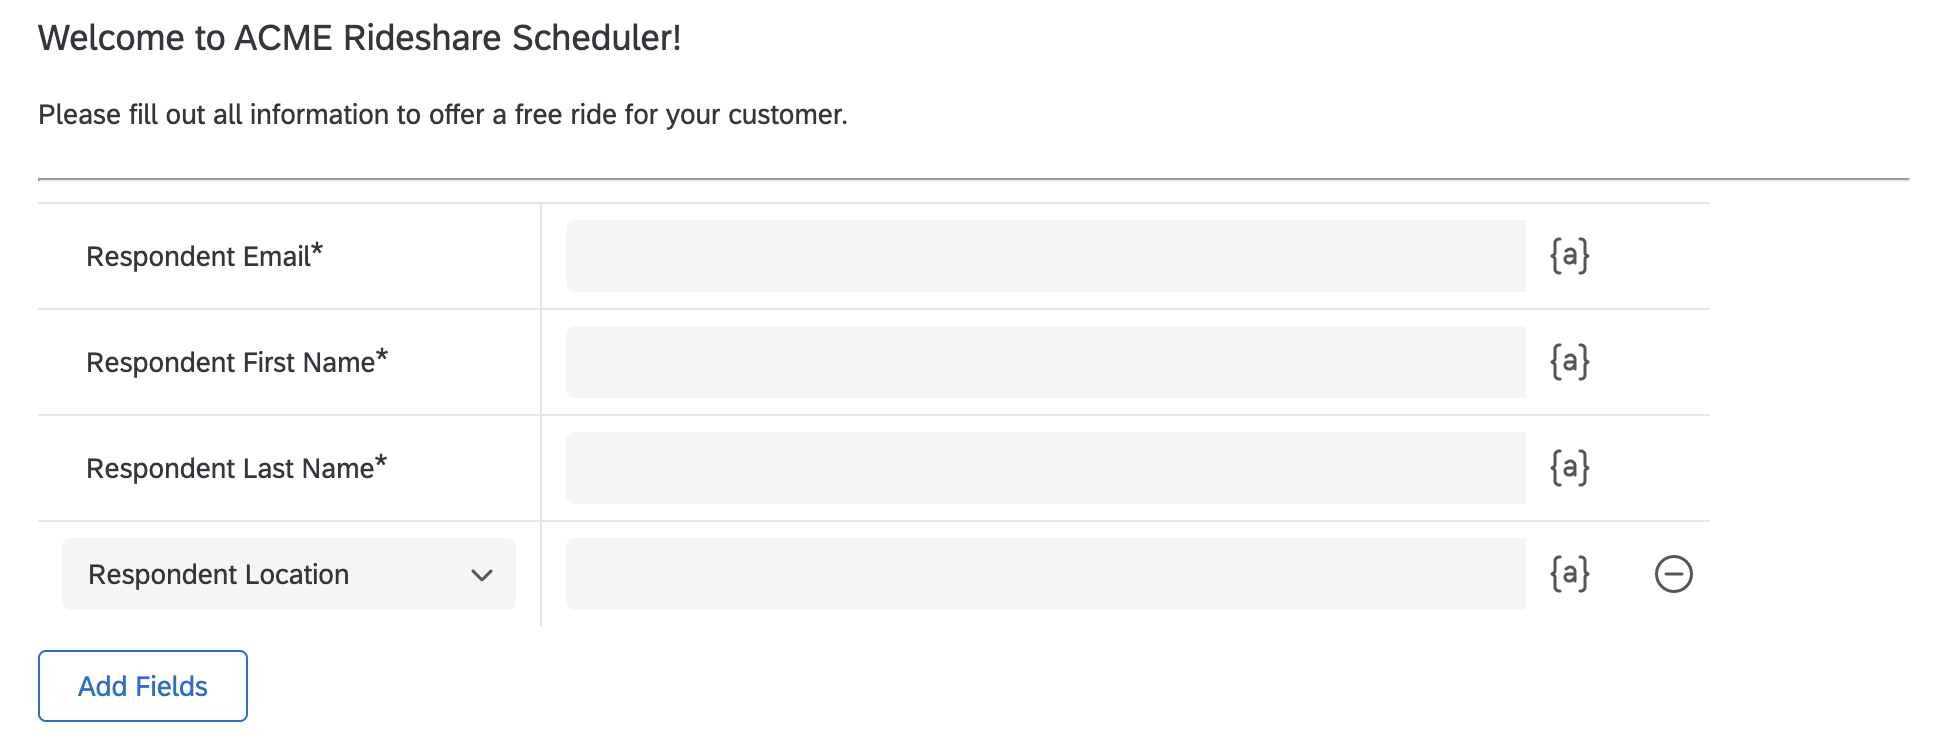 Welcome to ACME Rideshare Scheduler!
Please fill out all information to offer a free ride for your customer.
Respondent Email*
{a}
Respondent First Name*
{a}
Respondent Last Name*
{a}
Respondent Location
{a}
Add Fields